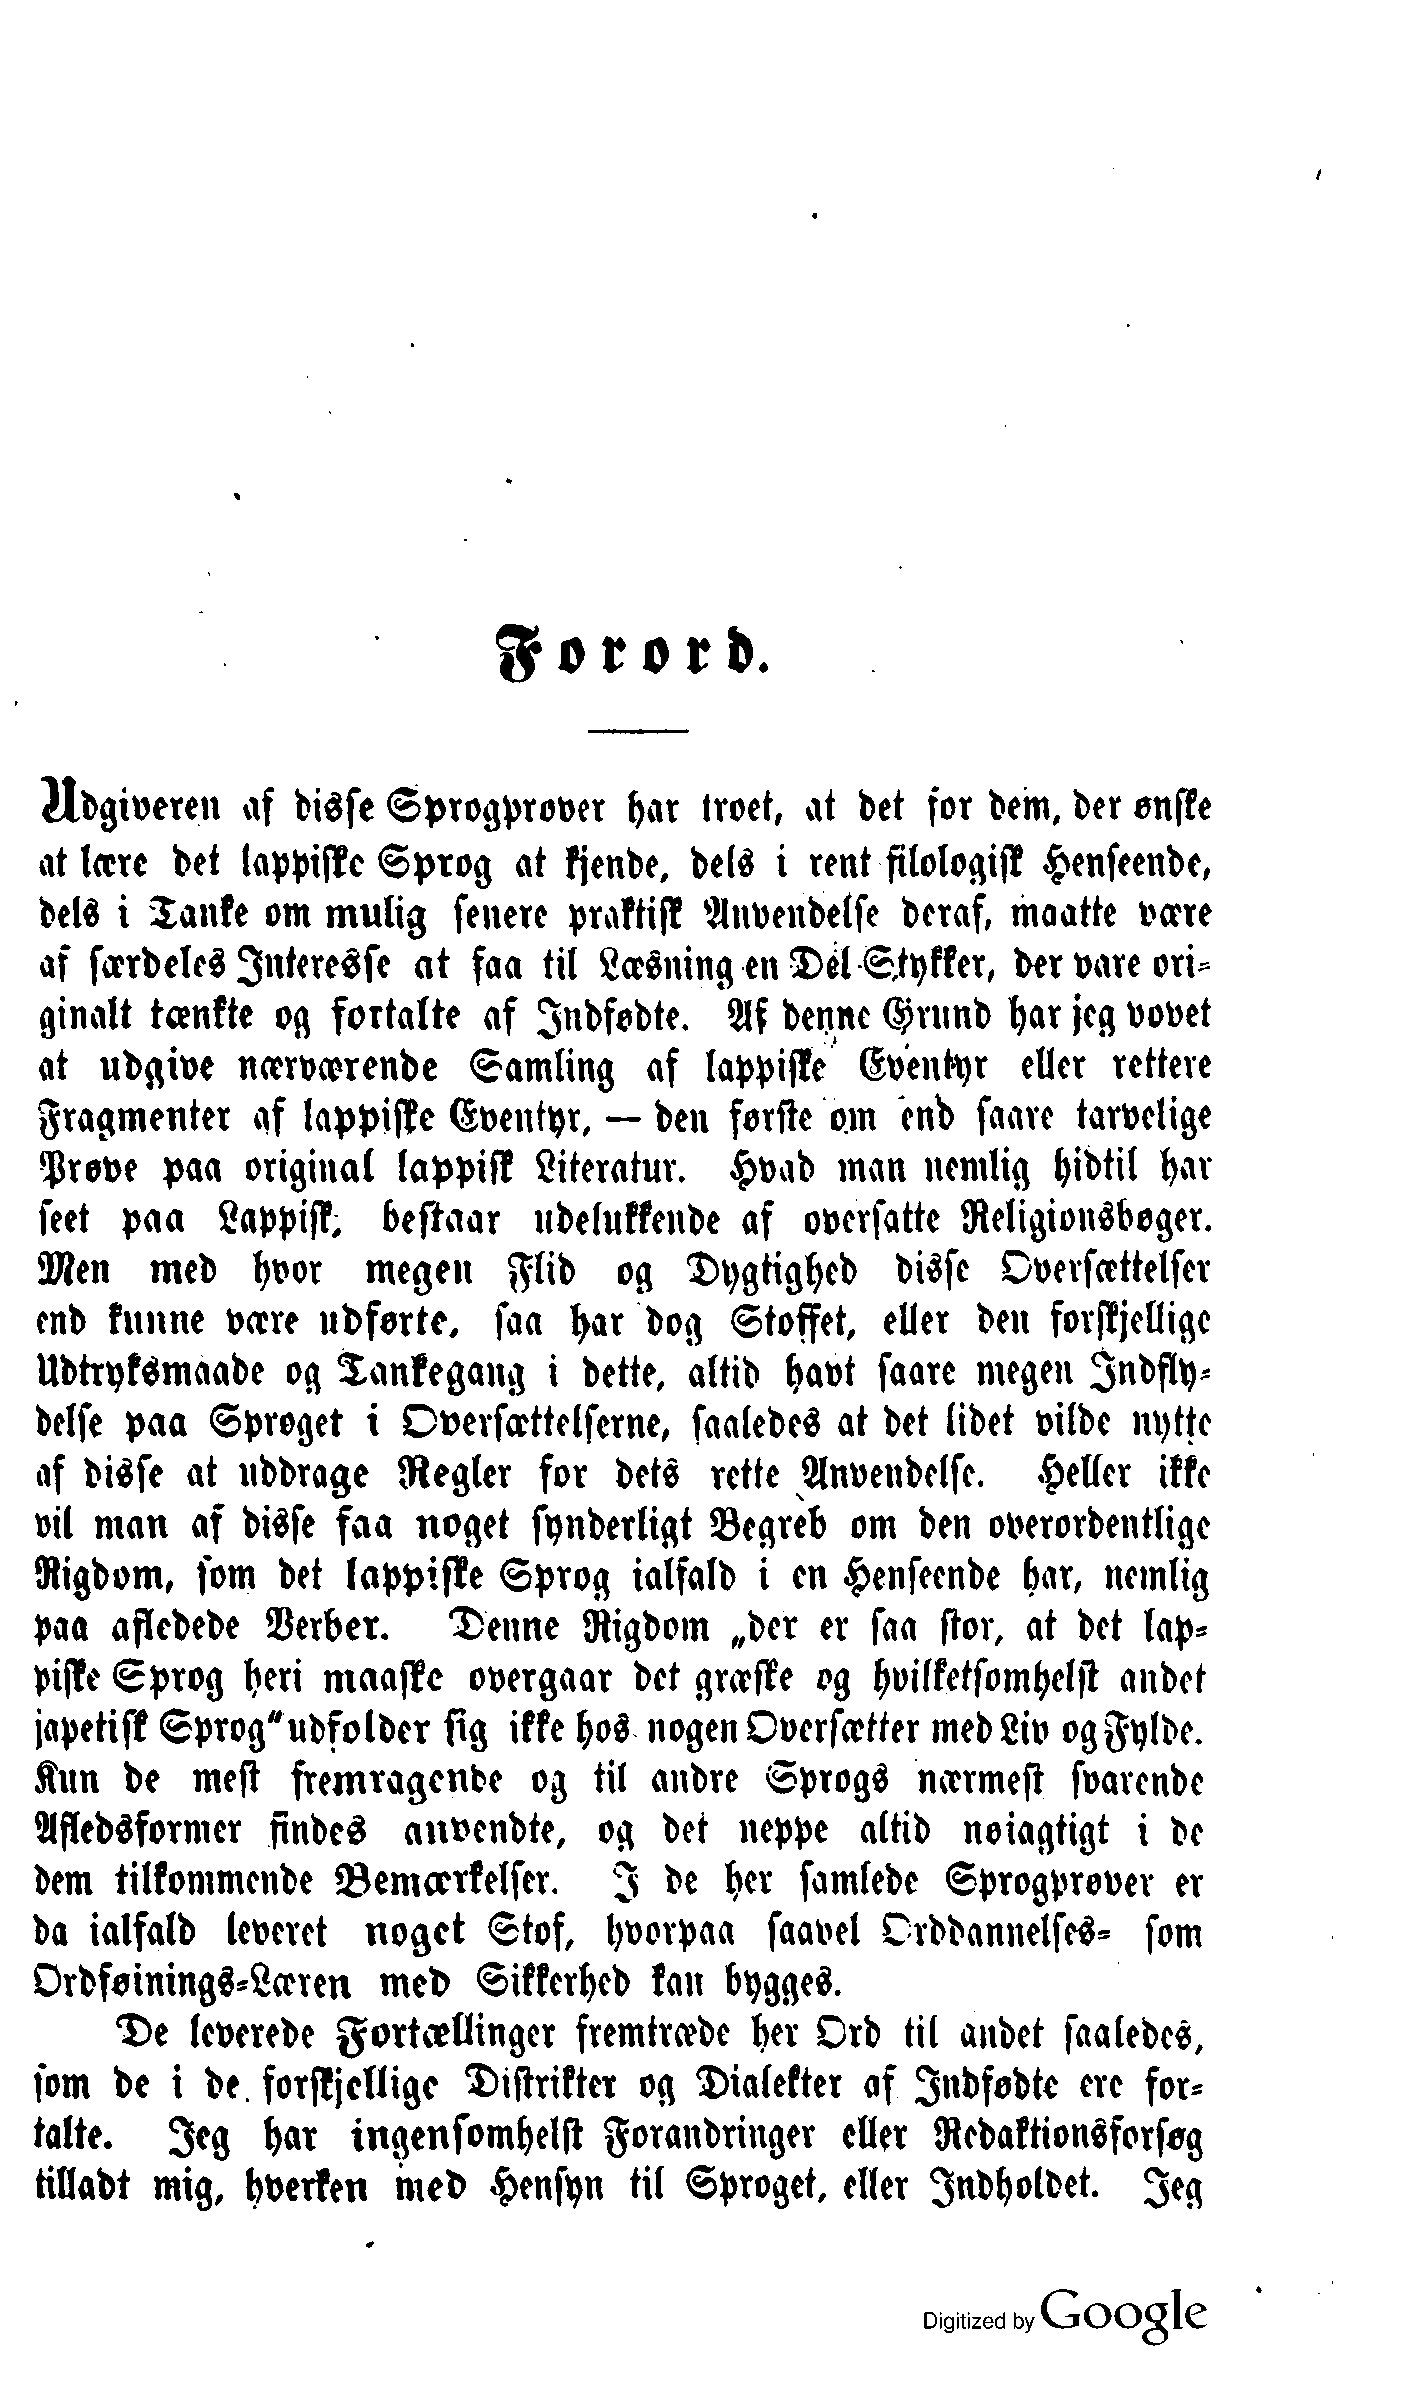 Forord.
Udgiveren af disse Sprogprøver har troet, at det for dem, der ønske
at lære det lappiske Sprog at kjende, dels i rent filologisk Henseende,
dels i Tanke om mulig senere praktisk Anvendelse deraf, maatte være
af særdeles Interesse at faa til Læsning en Del Stykker, der vare ori-
ginalt tænkte og fortalte af Indfødte. Af denne Grund har jeg vovet
at udgive nærværende Samling af lappiske Eventyr eller rettere
Fragmenter af lappiske Eventyr, — den første om end saare tarvelige
Prøve paa original lappisk Literatur. Hvad man nemlig hidtil har
seet paa Lappisk, bestaar udelukkende af oversatte Religionsbøger.
Men med hvor megen Flid og Dygtighed disse Oversættelser
end kunne være udførte, saa har dog Stoffet, eller den forskjellige
Udtryksmaade og Tankegang i dette, altid havt saare megen Indfly-
delse paa Sproget i Oversættelserne, saaledes at det lidet vilde nytte
af disse at uddrage Regler for dets rette Anvendelse. Heller ikke
vil man af disse faa noget synderligt Begreb om den overordentlige
Rigdom, som det lappiske Sprog ialfald i en Henseende har, nemlig
paa afledede Verber. Denne Rigdom „der er saa stor, at det lap-
piske Sprog heri maaske overgaar det græske og hvilketsomhelst andet
japetisk Sprog“ udfolder sig ikke hos nogen Oversætter med Liv og Fylde.
Kun de mest fremragende og til andre Sprogs nærmest svarende
Afledsformer findes anvendte, og det neppe altid nøiagtigt i de
dem tilkommende Bemærkelser. I de her samlede Sprogprøver er
da ialfald leveret noget Stof, hvorpaa saavel Orddannelses- som
Ordføinings-Læren med Sikkerhed kan bygges.
De leverede Fortællinger fremtræde her Ord til andet saaledes,
som de i de forskjellige Distrikter og Dialekter af Indfødte ere for-
talte. Jeg har ingensomhelst Forandringer eller Redaktionsforsøg
tilladt mig, hverken med Hensyn til Sproget, eller Indholdet. Jeg
Digitized by Google